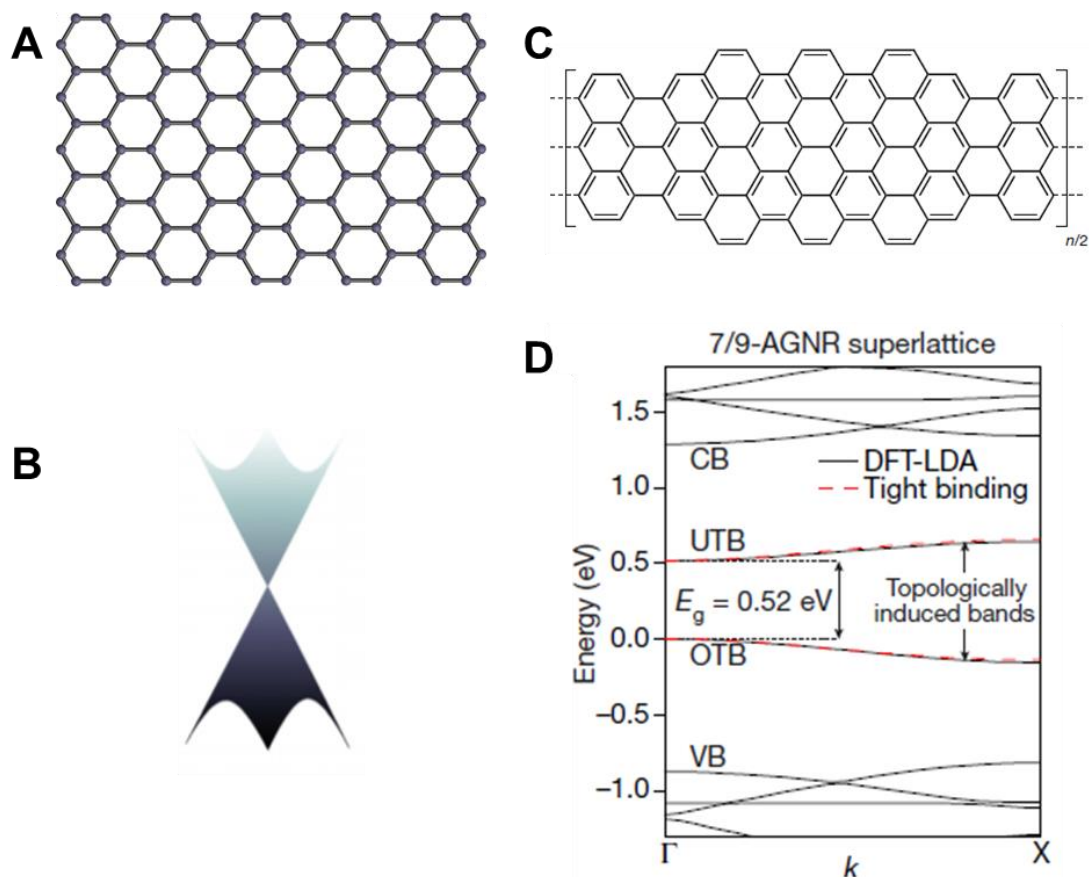 A
C
n/2
B
D
7/9-AGNR superlattice
1.5
CB
DFT-LDA
Tight binding
1.0
UTB
0.5
E_g = 0.52 eV
Topologically
induced bands
0.0
OTB
Energy (eV)
−0.5
VB
−1.0
Γ
k
X